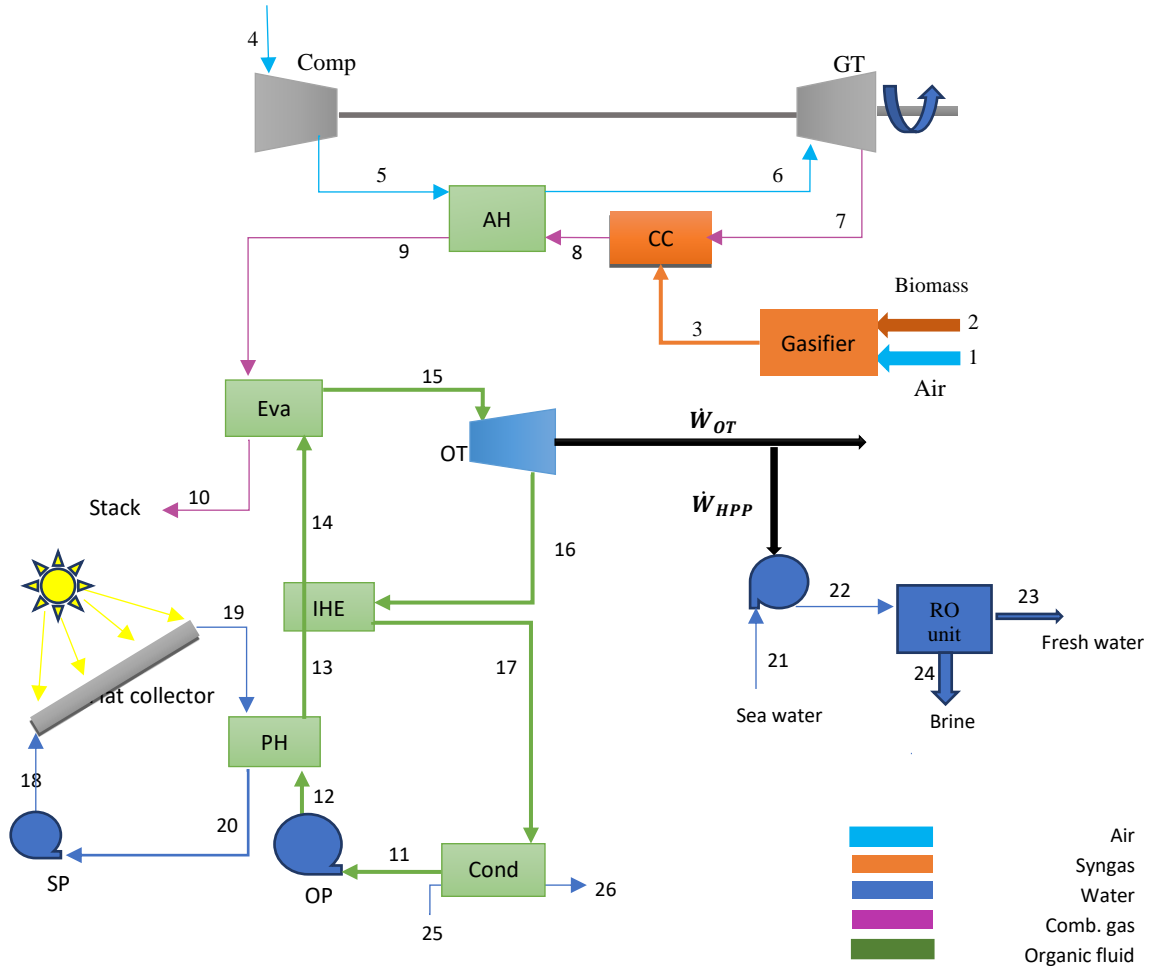 4
Comp
GT
5
6
AH
CC
7
9
8
Biomass
2
3
Gasifier
1
Air
15
Eva
Ẇ_OT
OT
10
Stack
14
Ẇ_HPP
16
19
IHE
22
RO
unit
23
Fresh water
13
17
21
24
lat collector
Sea water
Brine
PH
18
12
20
11
Cond
SP
OP
26
25
Air
Syngas
Water
Comb. gas
Organic fluid